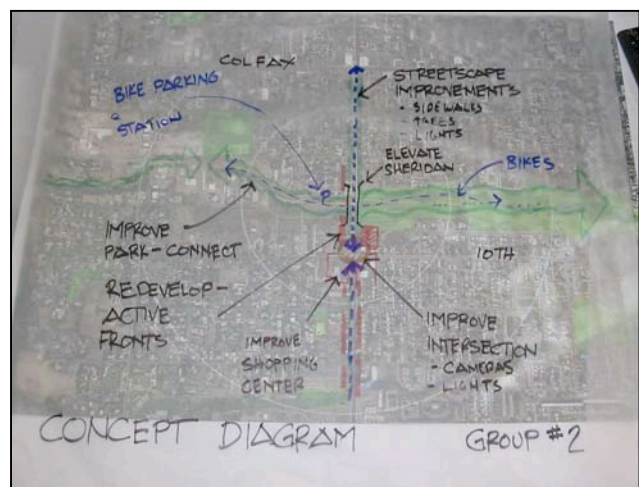 COLFAX
BIKE PARKING
@
STATION
STREETSCAPE
IMPROVEMENTS
• SIDEWALKS
• TREES
- LIGHTS
ELEVATE
SHERIDAN
BIKES
P
IMPROVE
PARK-CONNECT
10TH
REDEVELOP-
ACTIVE
FRONTS
IMPROVE
SHOPPING
CENTER
IMPROVE
INTERSECTION
- CAMERAS
- LIGHTS
CONCEPT DIAGRAM
GROUP #2